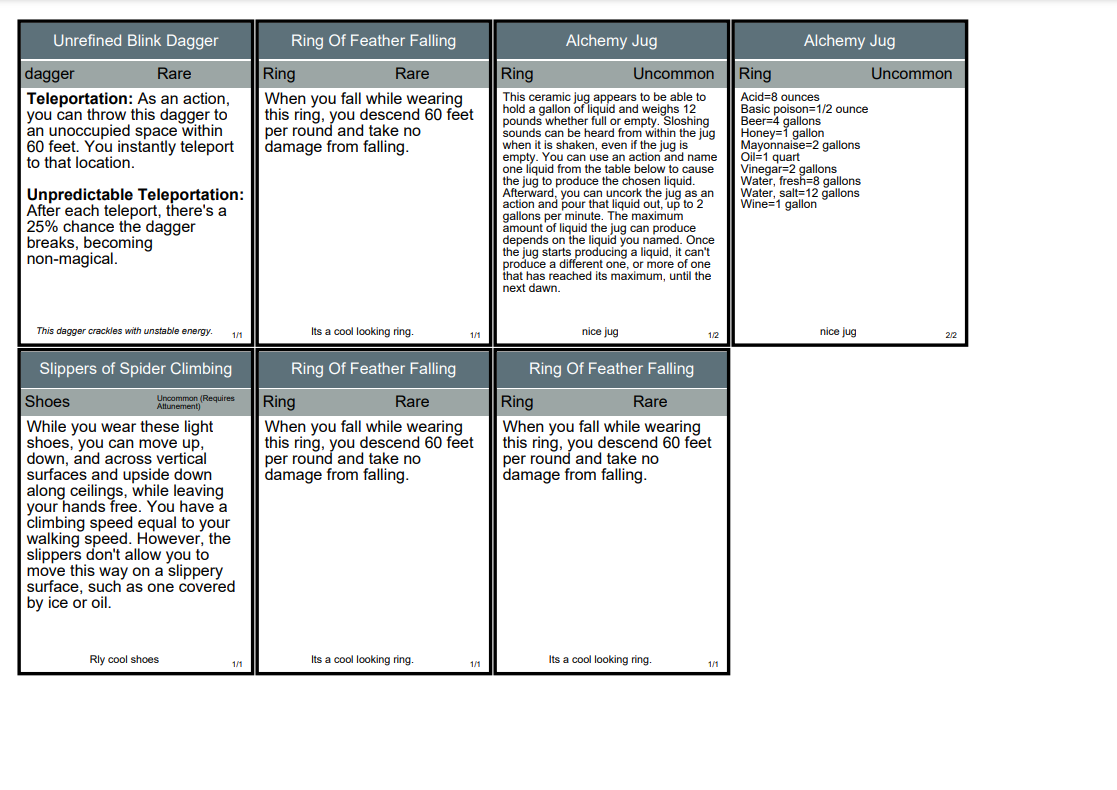 Unrefined Blink Dagger
dagger Rare
Teleportation: As an action,
you can throw this dagger to
an unoccupied space within
60 feet. You instantly teleport
to that location.
Unpredictable Teleportation:
After each teleport, there's a
25% chance the dagger
breaks, becoming
non-magical.
This dagger crackles with unstable energy. 1/1
Ring Of Feather Falling
Ring Rare
When you fall while wearing
this ring, you descend 60 feet
per round and take no
damage from falling.
Its a cool looking ring. 1/1
Alchemy Jug
Ring Uncommon
This ceramic jug appears to be able to
hold a gallon of liquid and weighs 12
pounds whether full or empty. Sloshing
sounds can be heard from within the jug
when it is shaken, even if the jug is
empty. You can use an action and name
one liquid from the table below to cause
the jug to produce the chosen liquid.
Afterward, you can uncork the jug as an
action and pour that liquid out, up to 2
gallons per minute. The maximum
amount of liquid the jug can produce
depends on the liquid you named. Once
the jug starts producing a liquid, it can't
produce a different one, or more of one
that has reached its maximum, until the
next dawn.
nice jug 1/2
Alchemy Jug
Ring Uncommon
Acid=8 ounces
Basic poison=1/2 ounce
Beer=4 gallons
Honey=1 gallon
Mayonnaise=2 gallons
Oil=1 quart
Vinegar=2 gallons
Water, fresh=8 gallons
Water, salt=12 gallons
Wine=1 gallon
nice jug 2/2
Slippers of Spider Climbing
Shoes Uncommon (Requires
Attunement)
While you wear these light
shoes, you can move up,
down, and across vertical
surfaces and upside down
along ceilings, while leaving
your hands free. You have a
climbing speed equal to your
walking speed. However, the
slippers don't allow you to
move this way on a slippery
surface, such as one covered
by ice or oil.
Rly cool shoes 1/1
Ring Of Feather Falling
Ring Rare
When you fall while wearing
this ring, you descend 60 feet
per round and take no
damage from falling.
Its a cool looking ring. 1/1
Ring Of Feather Falling
Ring Rare
When you fall while wearing
this ring, you descend 60 feet
per round and take no
damage from falling.
Its a cool looking ring. 1/1